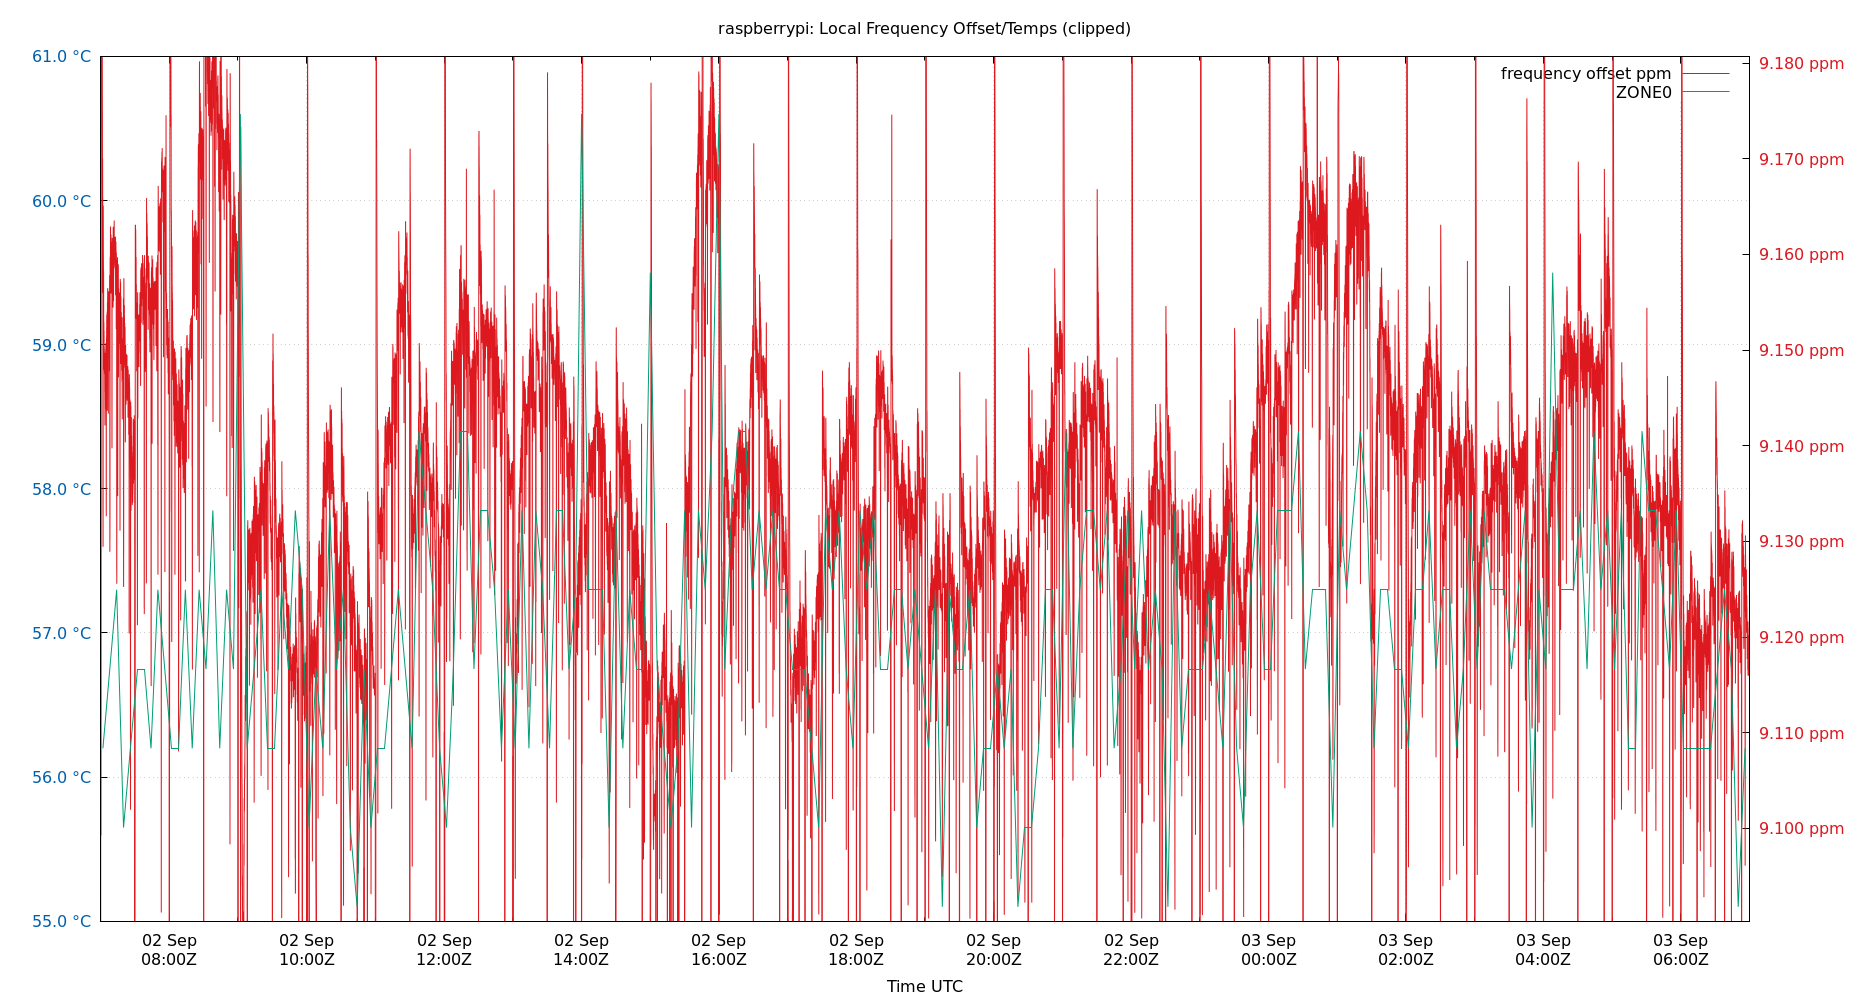 raspberrypi: Local Frequency Offset/Temps (clipped)
61.0 °C
60.0 °C
59.0 °C
58.0 °C
57.0 °C
56.0 °C
55.0 °C
9.180 ppm
9.170 ppm
9.160 ppm
9.150 ppm
9.140 ppm
9.130 ppm
9.120 ppm
9.110 ppm
9.100 ppm
frequency offset ppm
ZONE0
02 Sep
08:00Z
02 Sep
10:00Z
02 Sep
12:00Z
02 Sep
14:00Z
02 Sep
16:00Z
02 Sep
18:00Z
02 Sep
20:00Z
02 Sep
22:00Z
03 Sep
00:00Z
03 Sep
02:00Z
03 Sep
04:00Z
03 Sep
06:00Z
Time UTC